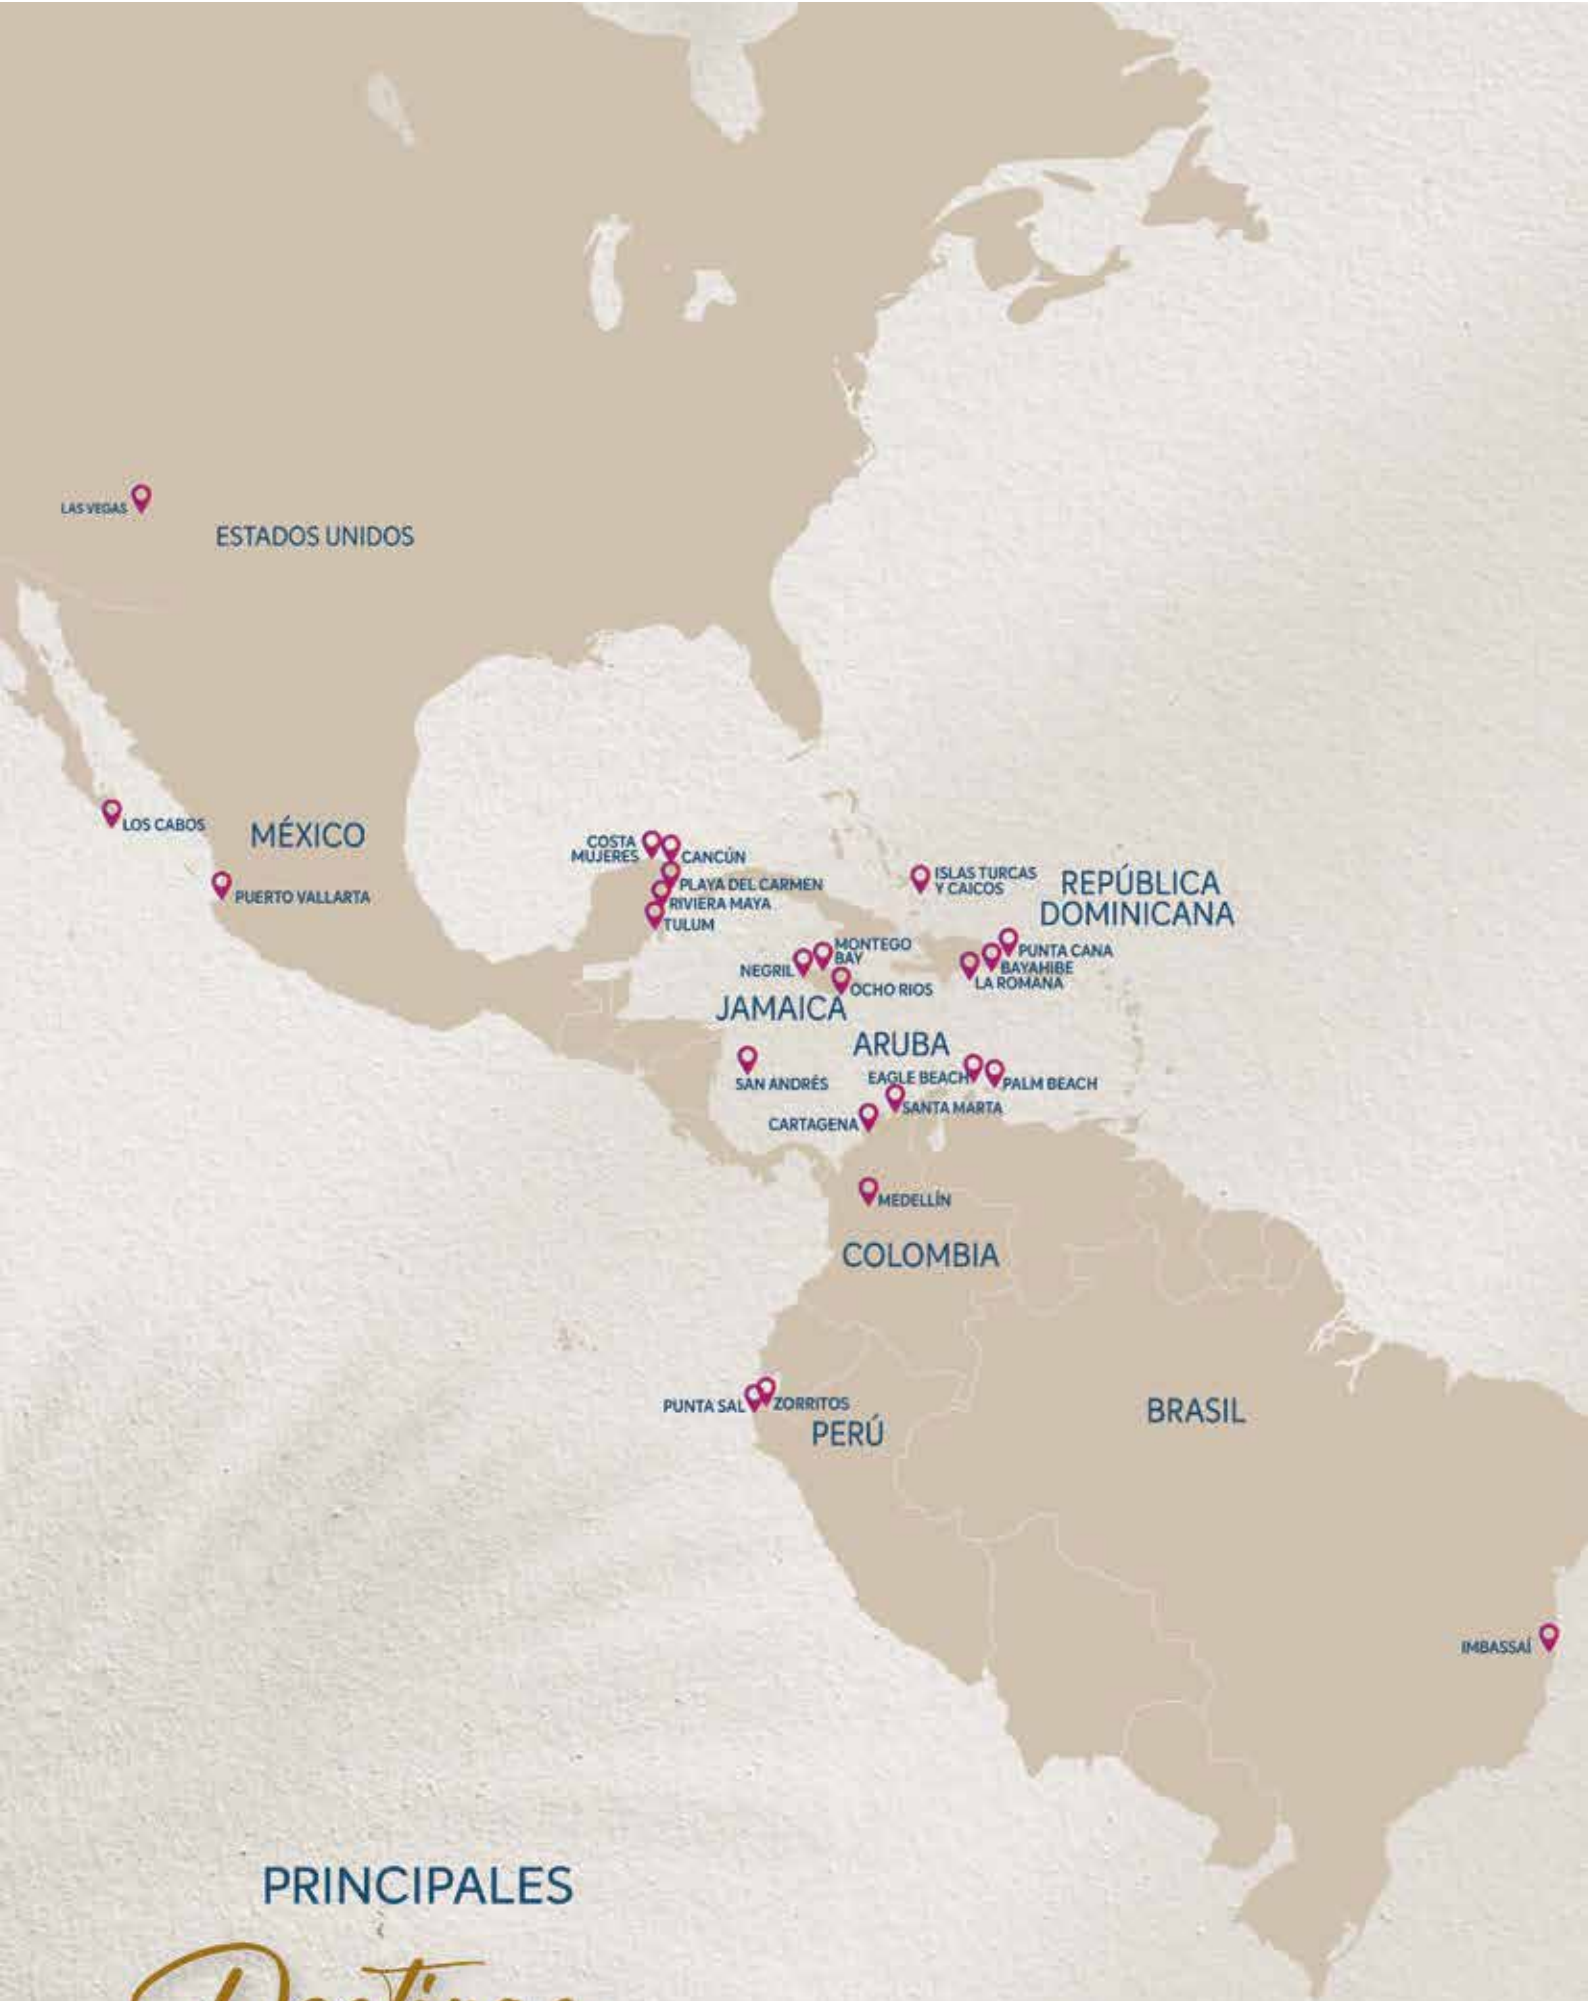 LAS VEGAS
ESTADOS UNIDOS
LOS CABOS
MÉXICO
PUERTO VALLARTA
COSTA
MUJERES
CANCÚN
PLAYA DEL CARMEN
RIVIERA MAYA
TULUM
ISLAS TURCAS
Y CAICOS
REPÚBLICA
DOMINICANA
MONTEGO
BAY
NEGRIL
OCHO RIOS
JAMAICA
PUNTA CANA
BAYAHIBE
LA ROMANA
ARUBA
EAGLE BEACH
PALM BEACH
SAN ANDRÉS
SANTA MARTA
CARTAGENA
MEDELLÍN
COLOMBIA
PUNTA SAL
ZORRITOS
PERÚ
BRASIL
IMBASSAÍ
PRINCIPALES
Destinos